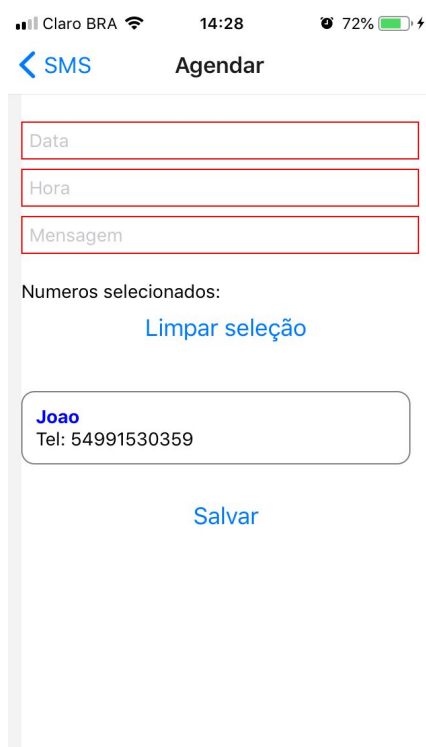 Claro BRA 14:28 72%
SMS Agendar
Data
Hora
Mensagem
Numeros selecionados:
Limpar seleção
Joao
Tel: 54991530359
Salvar